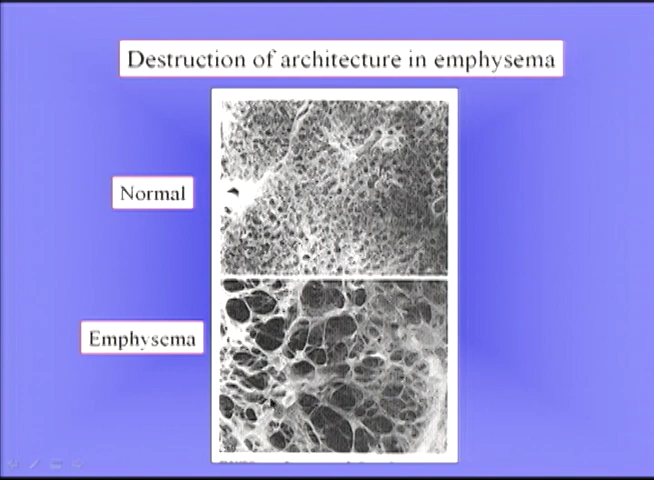 Destruction of architecture in emphysema
Normal
Emphysema